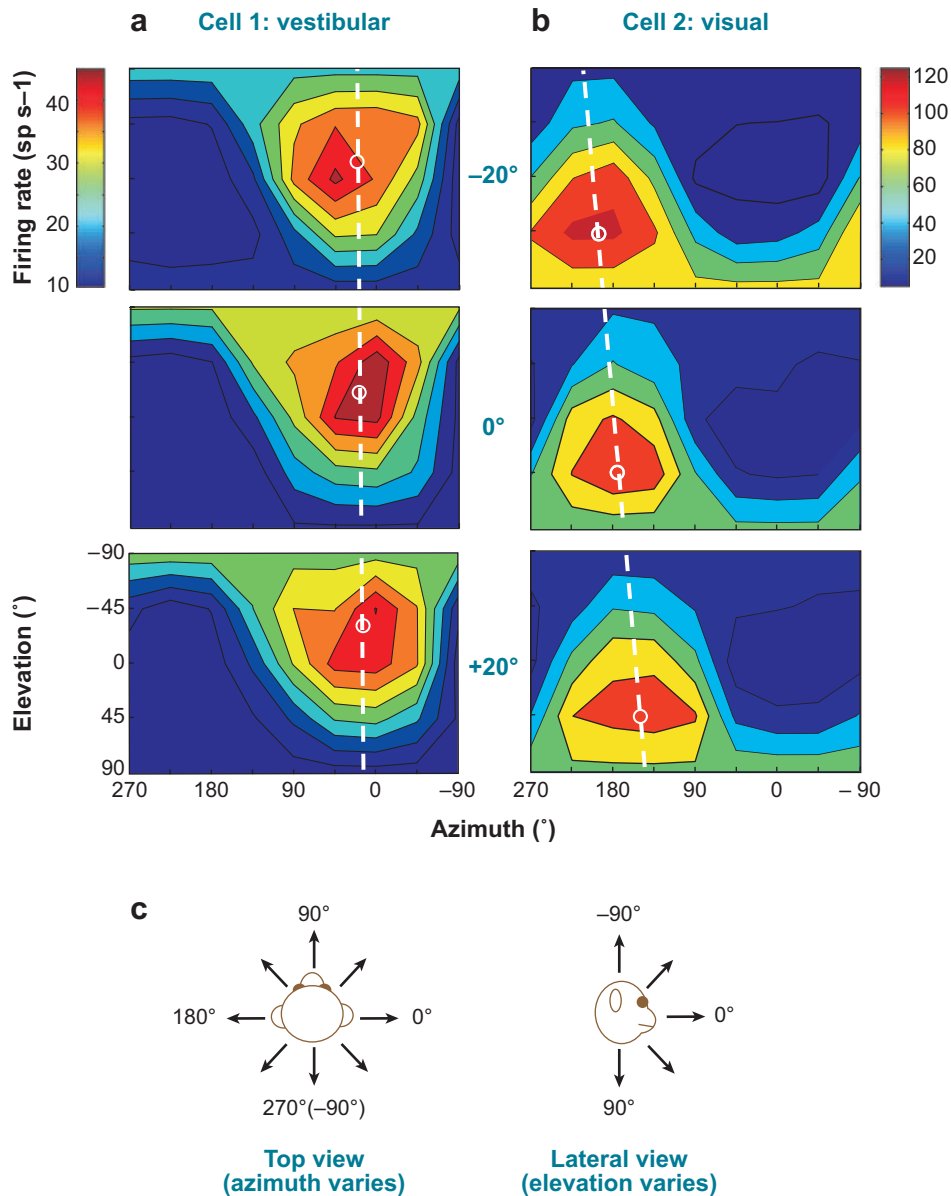 a Cell 1: vestibular
b Cell 2: visual
Firing rate (sp s–1)
40
30
20
10
–20°
120
100
80
60
40
20
0°
+20°
Elevation (˚)
–90
–45
0
45
90
270 180 90 0 –90
270 180 90 0 – 90
Azimuth (˚)
c
90°
180°
0°
270°(–90°)
Top view
(azimuth varies)
–90°
0°
90°
Lateral view
(elevation varies)